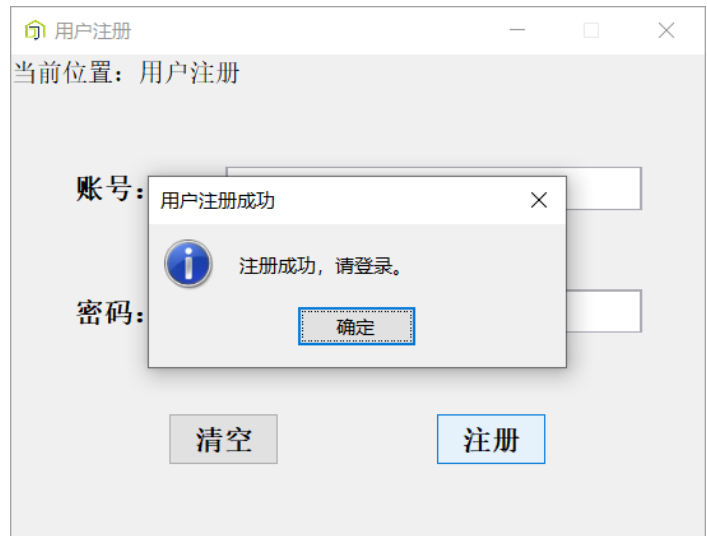 用户注册
当前位置：用户注册
账号：
用户注册成功
注册成功，请登录。
确定
密码：
清空
注册